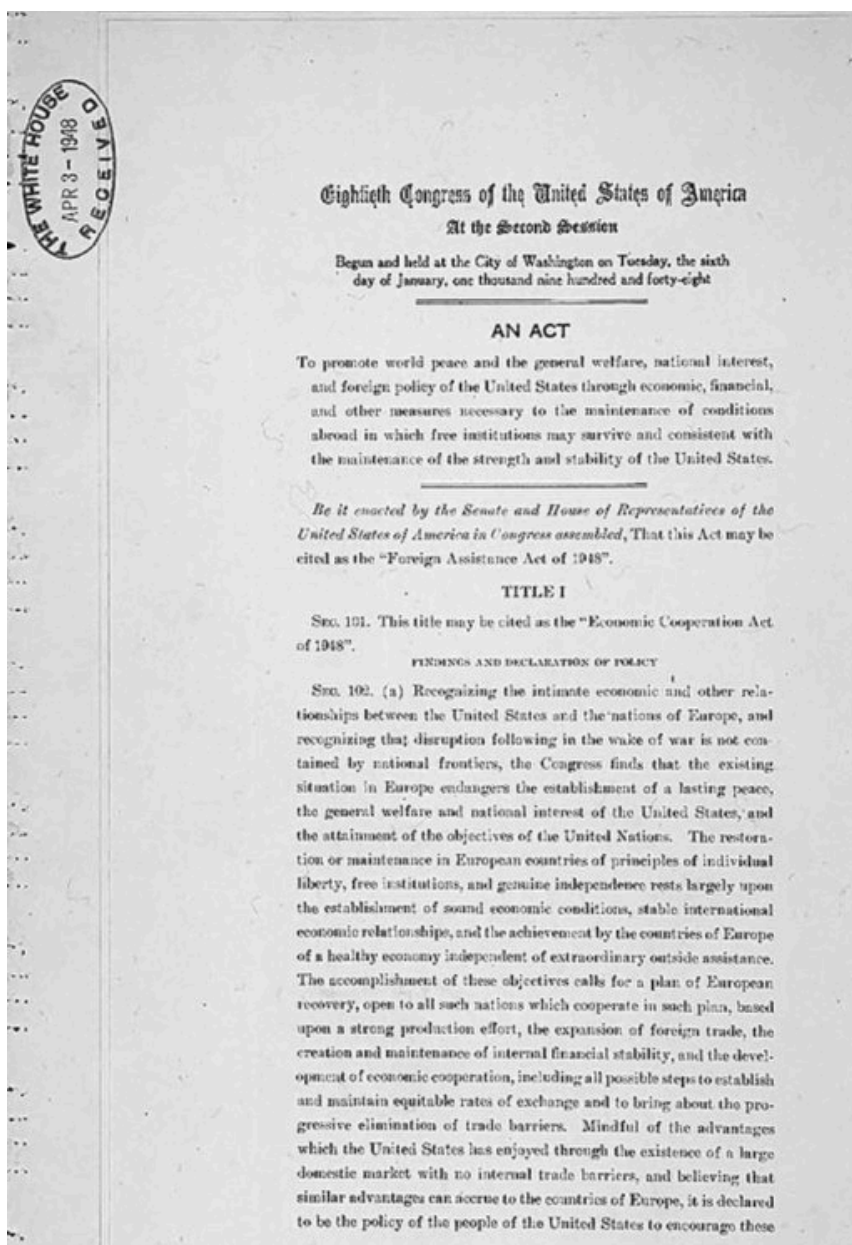 THE WHITE HOUSE
APR 3-1948
RECEIVED
Eightieth Congress of the United States of America
At the Second Session
Begun and held at the City of Washington on Tuesday, the sixth
day of January, one thousand nine hundred and forty-eight
AN ACT
To promote world peace and the general welfare, national interest,
and foreign policy of the United States through economic, financial,
and other measures necessary to the maintenance of conditions
abroad in which free institutions may survive and consistent with
the maintenance of the strength and stability of the United States.
Be it enacted by the Senate and House of Representatives of the
United States of America in Congress assembled, That this Act may be
cited as the "Foreign Assistance Act of 1948".
TITLE I
SEC. 101. This title may be cited as the "Economic Cooperation Act
of 1948".
FINDINGS AND DECLARATION OF POLICY
SEC. 102. (a) Recognizing the intimate economic and other rela-
tionships between the United States and the nations of Europe, and
recognizing that disruption following in the wake of war is not con-
tained by national frontiers, the Congress finds that the existing
situation in Europe endangers the establishment of a lasting peace,
the general welfare and national interest of the United States, and
the attainment of the objectives of the United Nations. The restora-
tion or maintenance in European countries of principles of individual
liberty, free institutions, and genuine independence rests largely upon
the establishment of sound economic conditions, stable international
economic relationships, and the achievement by the countries of Europe
of a healthy economy independent of extraordinary outside assistance.
The accomplishment of these objectives calls for a plan of European
recovery, open to all such nations which cooperate in such plan, based
upon a strong production effort, the expansion of foreign trade, the
creation and maintenance of internal financial stability, and the devel-
opment of economic cooperation, including all possible steps to establish
and maintain equitable rates of exchange and to bring about the pro-
gressive elimination of trade barriers. Mindful of the advantages
which the United States has enjoyed through the existence of a large
domestic market with no internal trade barriers, and believing that
similar advantages can accrue to the countries of Europe, it is declared
to be the policy of the people of the United States to encourage these